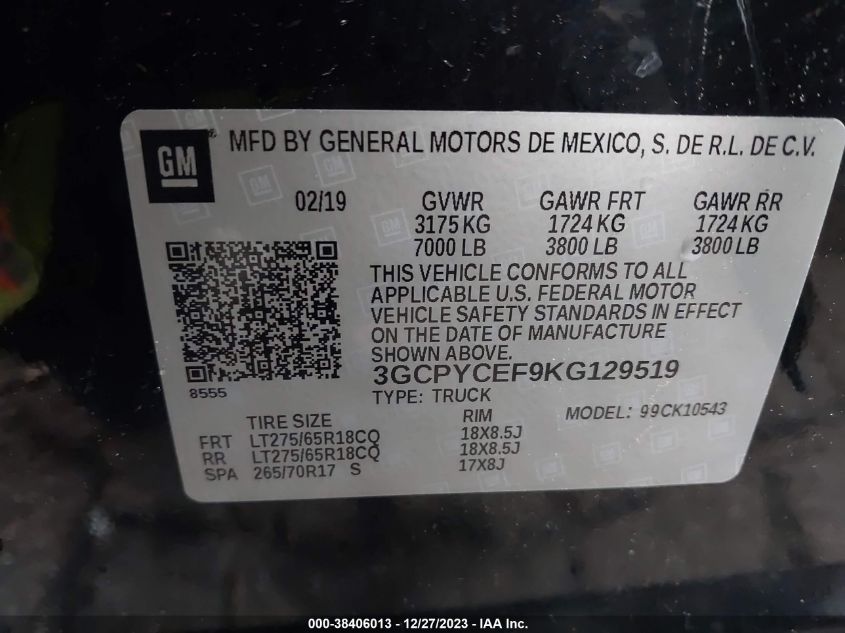 GM® MFD BY GENERAL MOTORS DE MEXICO, S. DE R.L. DE C.V.
02/19 GVWR GAWR FRT GAWR RR
3175 KG 1724 KG 1724 KG
7000 LB 3800 LB 3800 LB
THIS VEHICLE CONFORMS TO ALL
APPLICABLE U.S. FEDERAL MOTOR
VEHICLE SAFETY STANDARDS IN EFFECT
ON THE DATE OF MANUFACTURE
SHOWN ABOVE.
8555 3GCPYCEF9KG129519
TYPE: TRUCK MODEL: 99CK10543
TIRE SIZE RIM
FRT LT275/65R18CQ 18X8.5J
RR LT275/65R18CQ 18X8.5J
SPA 265/70R17 S 17X8J
000-38406013 - 12/27/2023 - IAA Inc.